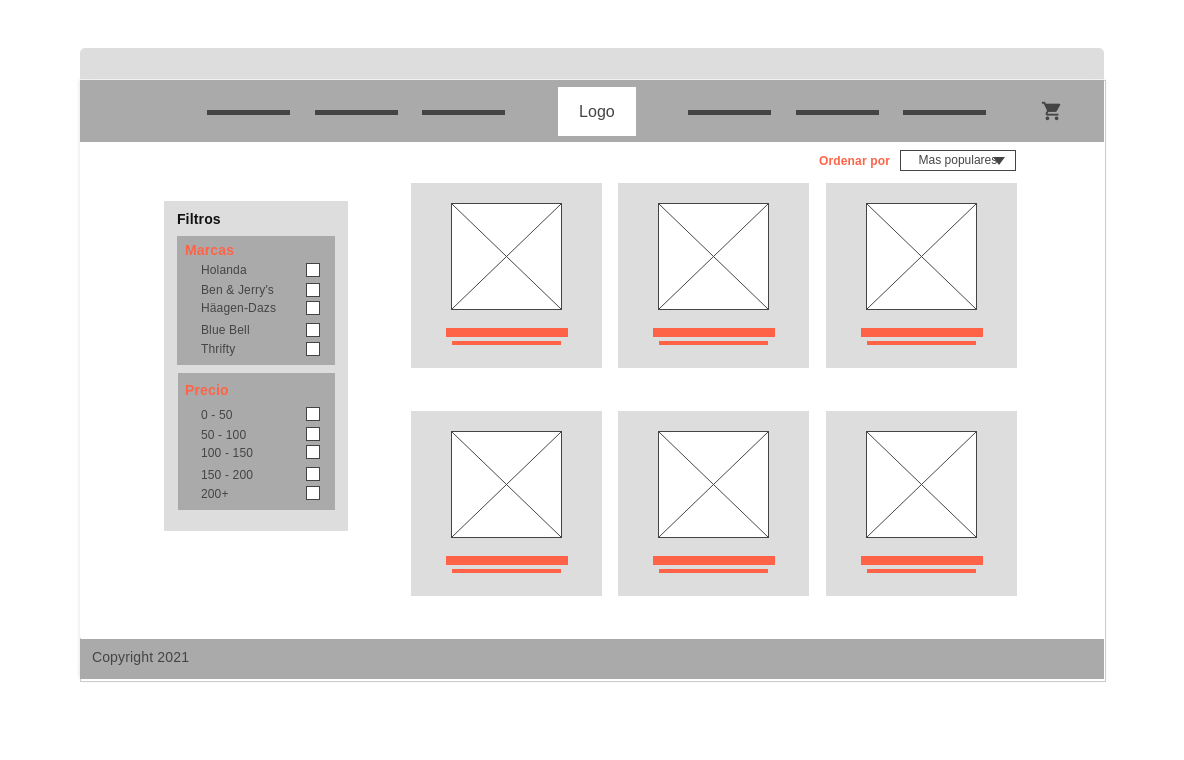 Logo
Ordenar por
Mas populares
Filtros
Marcas
Holanda
Ben & Jerry's
Häagen-Dazs
Blue Bell
Thrifty
Precio
0 - 50
50 - 100
100 - 150
150 - 200
200+
Copyright 2021